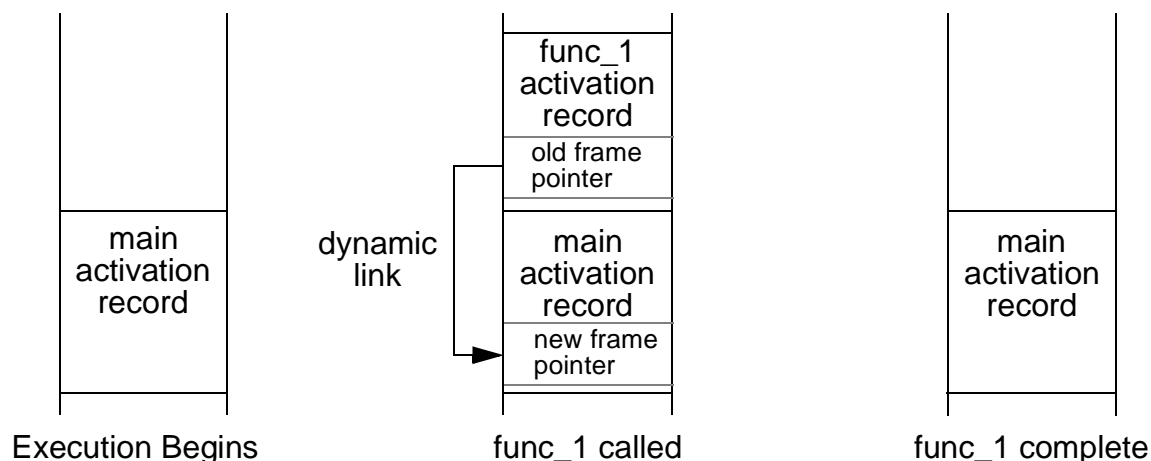 func_1
activation
record
old frame
pointer
main
activation
record
dynamic
link
main
activation
record
new frame
pointer
main
activation
record
Execution Begins
func_1 called
func_1 complete